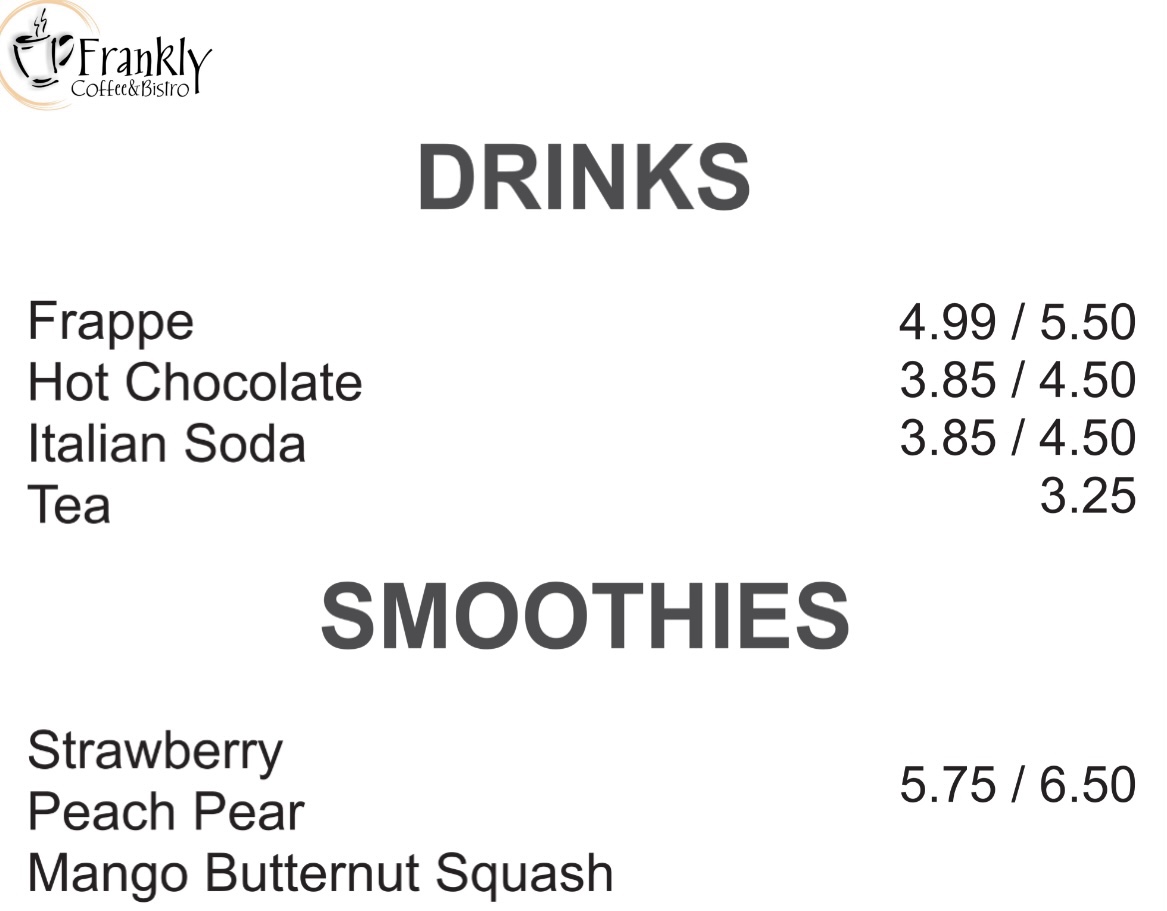 Frankly
Coffee&Bistro
DRINKS
Frappe 4.99 / 5.50
Hot Chocolate 3.85 / 4.50
Italian Soda 3.85 / 4.50
Tea 3.25
SMOOTHIES
Strawberry
5.75 / 6.50
Peach Pear
Mango Butternut Squash